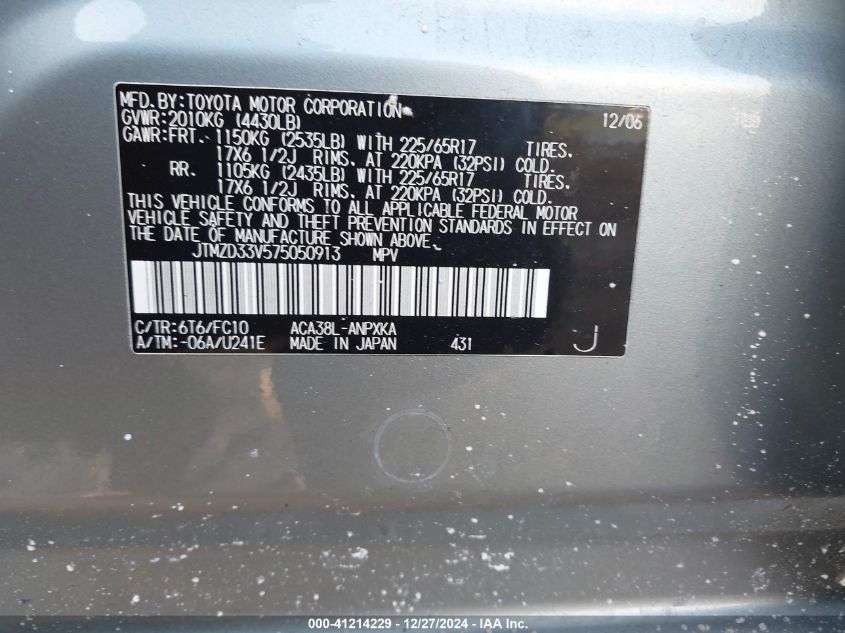 MFD. BY: TOYOTA MOTOR CORPORATION 12/06
GVWR: 2010KG (4430LB)
GAWR: FRT. 1150KG (2535LB) WITH 225/65R17 TIRES,
17X6 1/2J RIMS, AT 220KPA (32PSI) COLD.
RR. 1105KG (2435LB) WITH 225/65R17 TIRES,
17X6 1/2J RIMS, AT 220KPA (32PSI) COLD.
THIS VEHICLE CONFORMS TO ALL APPLICABLE FEDERAL MOTOR
VEHICLE SAFETY AND THEFT PREVENTION STANDARDS IN EFFECT ON
THE DATE OF MANUFACTURE SHOWN ABOVE.
JTMZD33V575050913 MPV
C/TR: 6T6/FC10 ACA38L-ANPXKA
A/TM: -06A/U241E MADE IN JAPAN 431 J
000-41214229 - 12/27/2024 - IAA Inc.